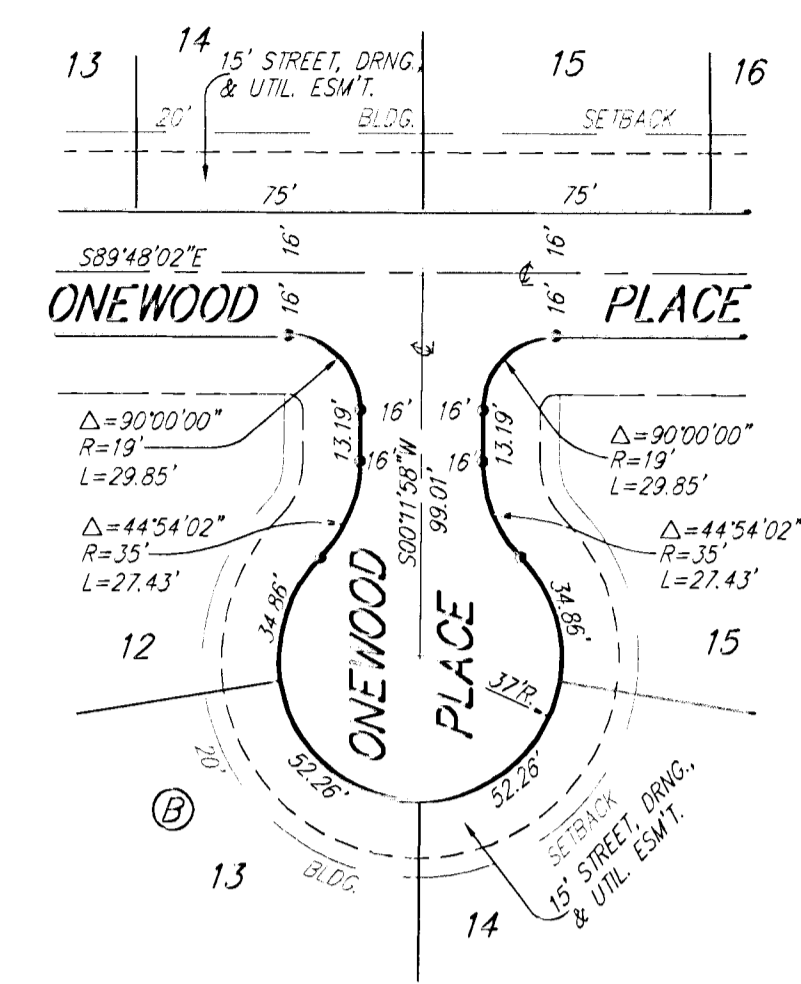 13
14
15' STREET, DRNG.,
& UTIL. ESM'T.
15
16
20'
BLDG.
SETBACK
75'
75'
16'
16'
S89°48'02"E
℄
ONEWOOD
16'
16'
PLACE
℄
Δ=90°00'00"
R=19'
L=29.85'
13.19'
16'
16'
13.19'
16'
16'
Δ=90°00'00"
R=19'
L=29.85'
S00°11'58"W
99.01'
Δ=44°54'02"
R=35'
L=27.43'
Δ=44°54'02"
R=35'
L=27.43'
34.86'
34.86'
ONEWOOD
PLACE
12
15
37'R.
20'
52.26'
52.26'
B
13
BLDG.
SETBACK
15' STREET, DRNG.,
& UTIL. ESM'T.
14